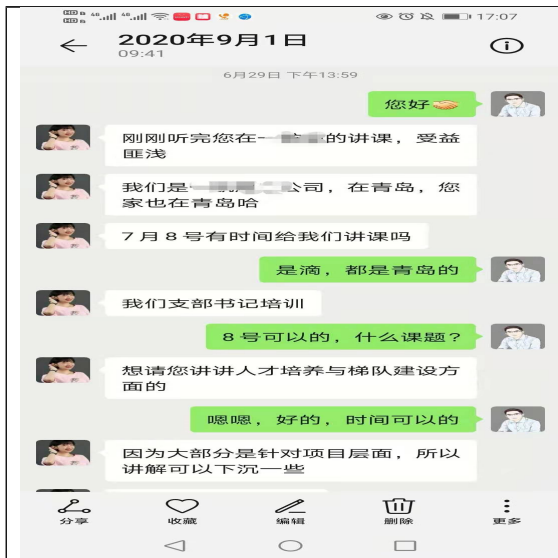 17:07
2020年9月1日
09:41
6月29日 下午13:59
您好
刚刚听完您在一 的讲课，受益
匪浅
我们是一 公司，在青岛，您
家也在青岛哈
7月8号有时间给我们讲课吗
是滴，都是青岛的
我们支部书记培训
8号可以的，什么课题？
想请您讲讲人才培养与梯队建设方
面的
嗯嗯，好的，时间可以的
因为大部分是针对项目层面，所以
讲解可以下沉一些
分享 收藏 编辑 删除 更多